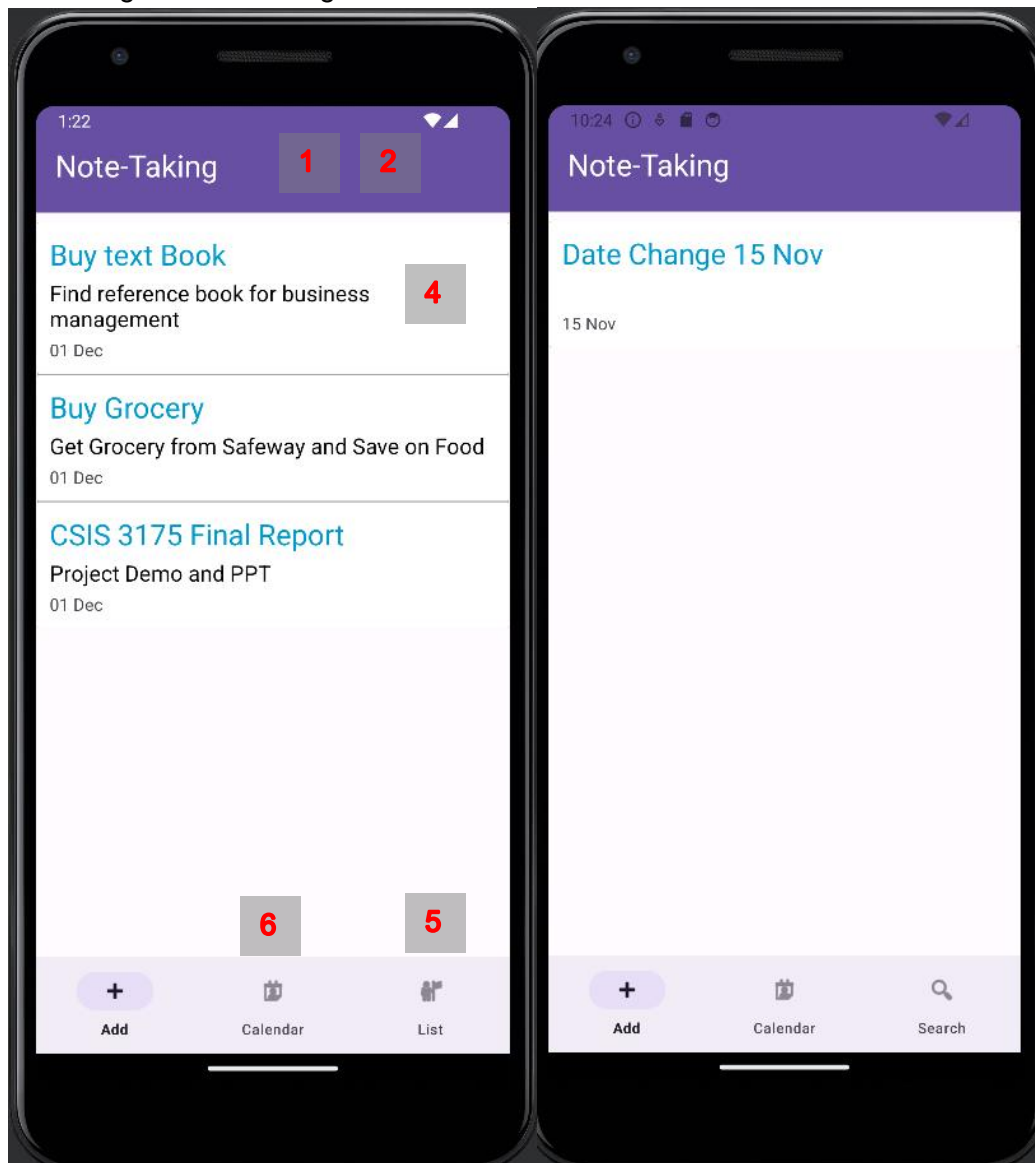 1:22
Note-Taking
1
2
Buy text Book
Find reference book for business
management
4
01 Dec
Buy Grocery
Get Grocery from Safeway and Save on Food
01 Dec
CSIS 3175 Final Report
Project Demo and PPT
01 Dec
6
5
Add
Calendar
List
10:24
Note-Taking
Date Change 15 Nov
15 Nov
Add
Calendar
Search